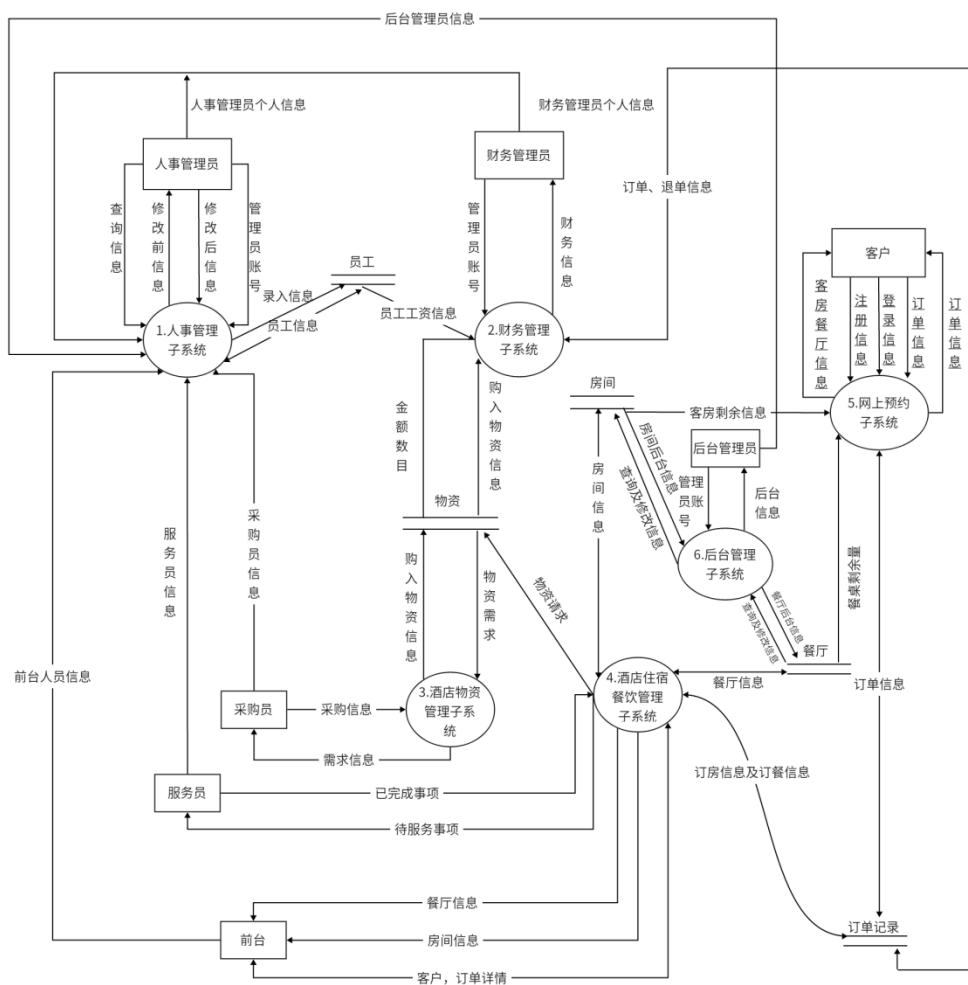 后台管理员信息
人事管理员个人信息
财务管理员个人信息
人事管理员
财务管理员
订单、退单信息
查询信息
修改前信息
修改后信息
管理员账号
管理员账号
财务信息
客户
员工
录入信息
员工信息
员工工资信息
客房餐厅信息
注册信息
登录信息
订单信息
订单信息
1.人事管理
子系统
2.财务管理
子系统
房间
客房剩余信息
5.网上预约
子系统
金额数目
购入物资信息
房间信息
房间后台信息
查询及修改信息
后台管理员
管理员账号
后台
信息
物资
6.后台管理
子系统
服务员信息
采购员信息
购入物资信息
物资需求
物资请求
餐桌剩余量
餐厅后台信息
查询及修改信息
餐厅
前台人员信息
4.酒店住宿
餐饮管理
子系统
餐厅信息
订单信息
采购员
采购信息
3.酒店物资
管理子系
统
需求信息
订房信息及订餐信息
服务员
已完成事项
待服务事项
餐厅信息
前台
房间信息
订单记录
客户，订单详情